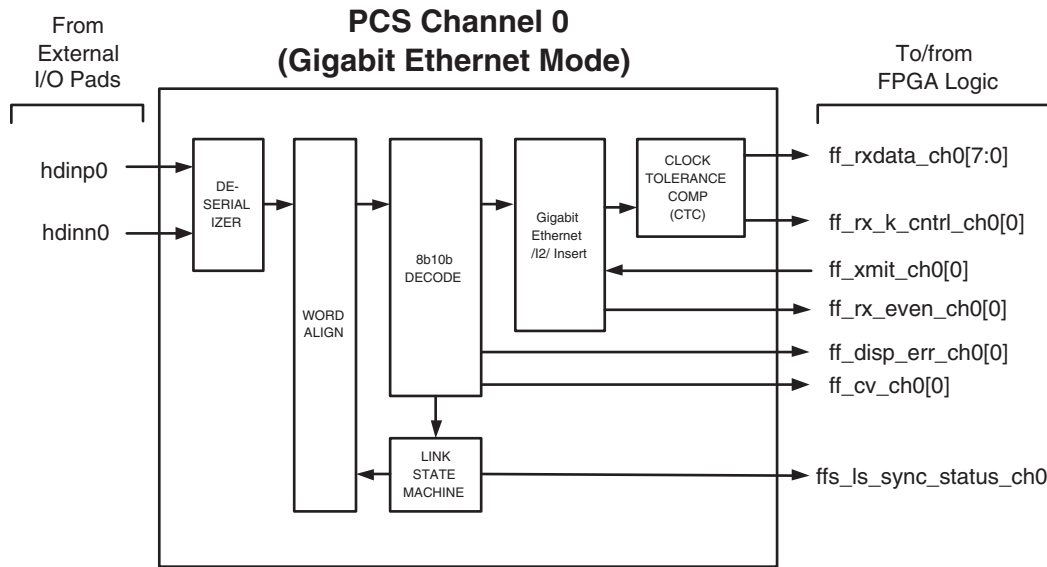 PCS Channel 0
(Gigabit Ethernet Mode)
From
External
I/O Pads
To/from
FPGA Logic
hdinp0
hdinn0
DE-
SERIAL
IZER
WORD
ALIGN
8b10b
DECODE
Gigabit
Ethernet
/I2/ Insert
CLOCK
TOLERANCE
COMP
(CTC)
LINK
STATE
MACHINE
ff_rxdata_ch0[7:0]
ff_rx_k_cntrl_ch0[0]
ff_xmit_ch0[0]
ff_rx_even_ch0[0]
ff_disp_err_ch0[0]
ff_cv_ch0[0]
ffs_ls_sync_status_ch0